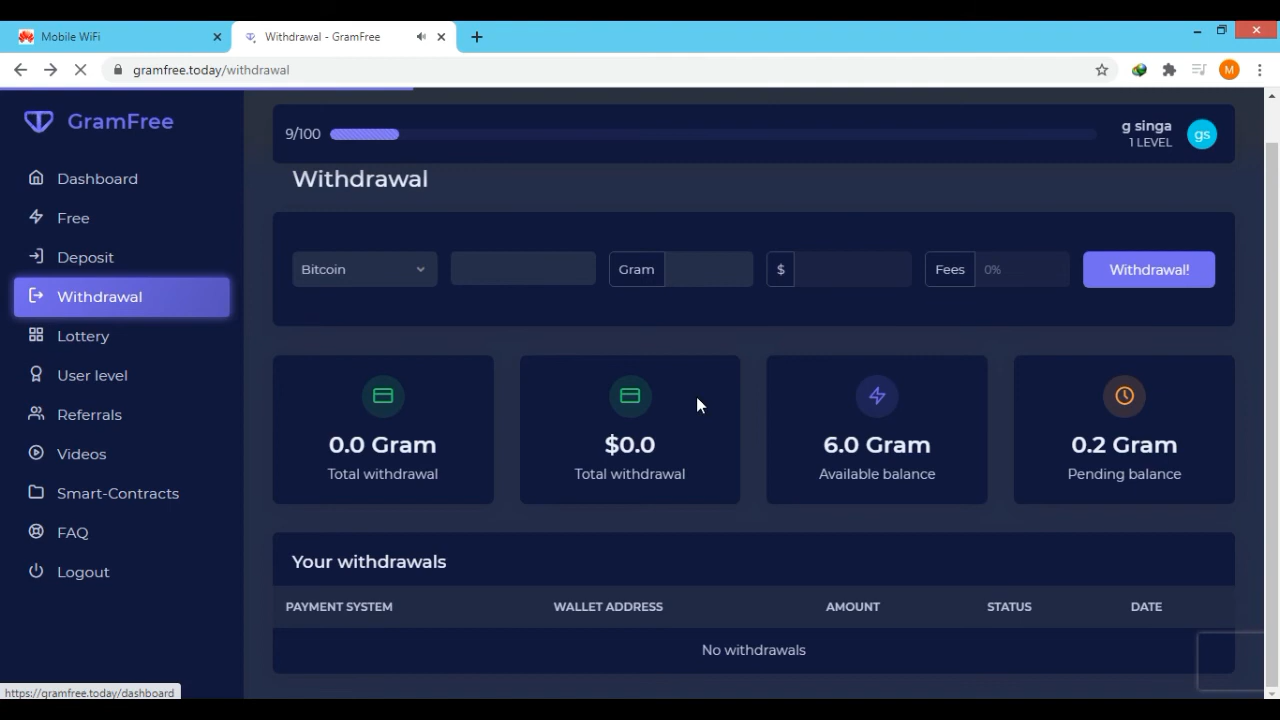 Mobile WiFi
Withdrawal - GramFree
gramfree.today/withdrawal
M
GramFree
Dashboard
Free
Deposit
Withdrawal
Lottery
User level
Referrals
Videos
Smart-Contracts
FAQ
Logout
9/100
g singa
1 LEVEL
gs
Withdrawal
Bitcoin
Gram
$
Fees 0%
Withdrawal!
0.0 Gram
Total withdrawal
$0.0
Total withdrawal
6.0 Gram
Available balance
0.2 Gram
Pending balance
Your withdrawals
PAYMENT SYSTEM WALLET ADDRESS AMOUNT STATUS DATE
No withdrawals
https://gramfree.today/dashboard